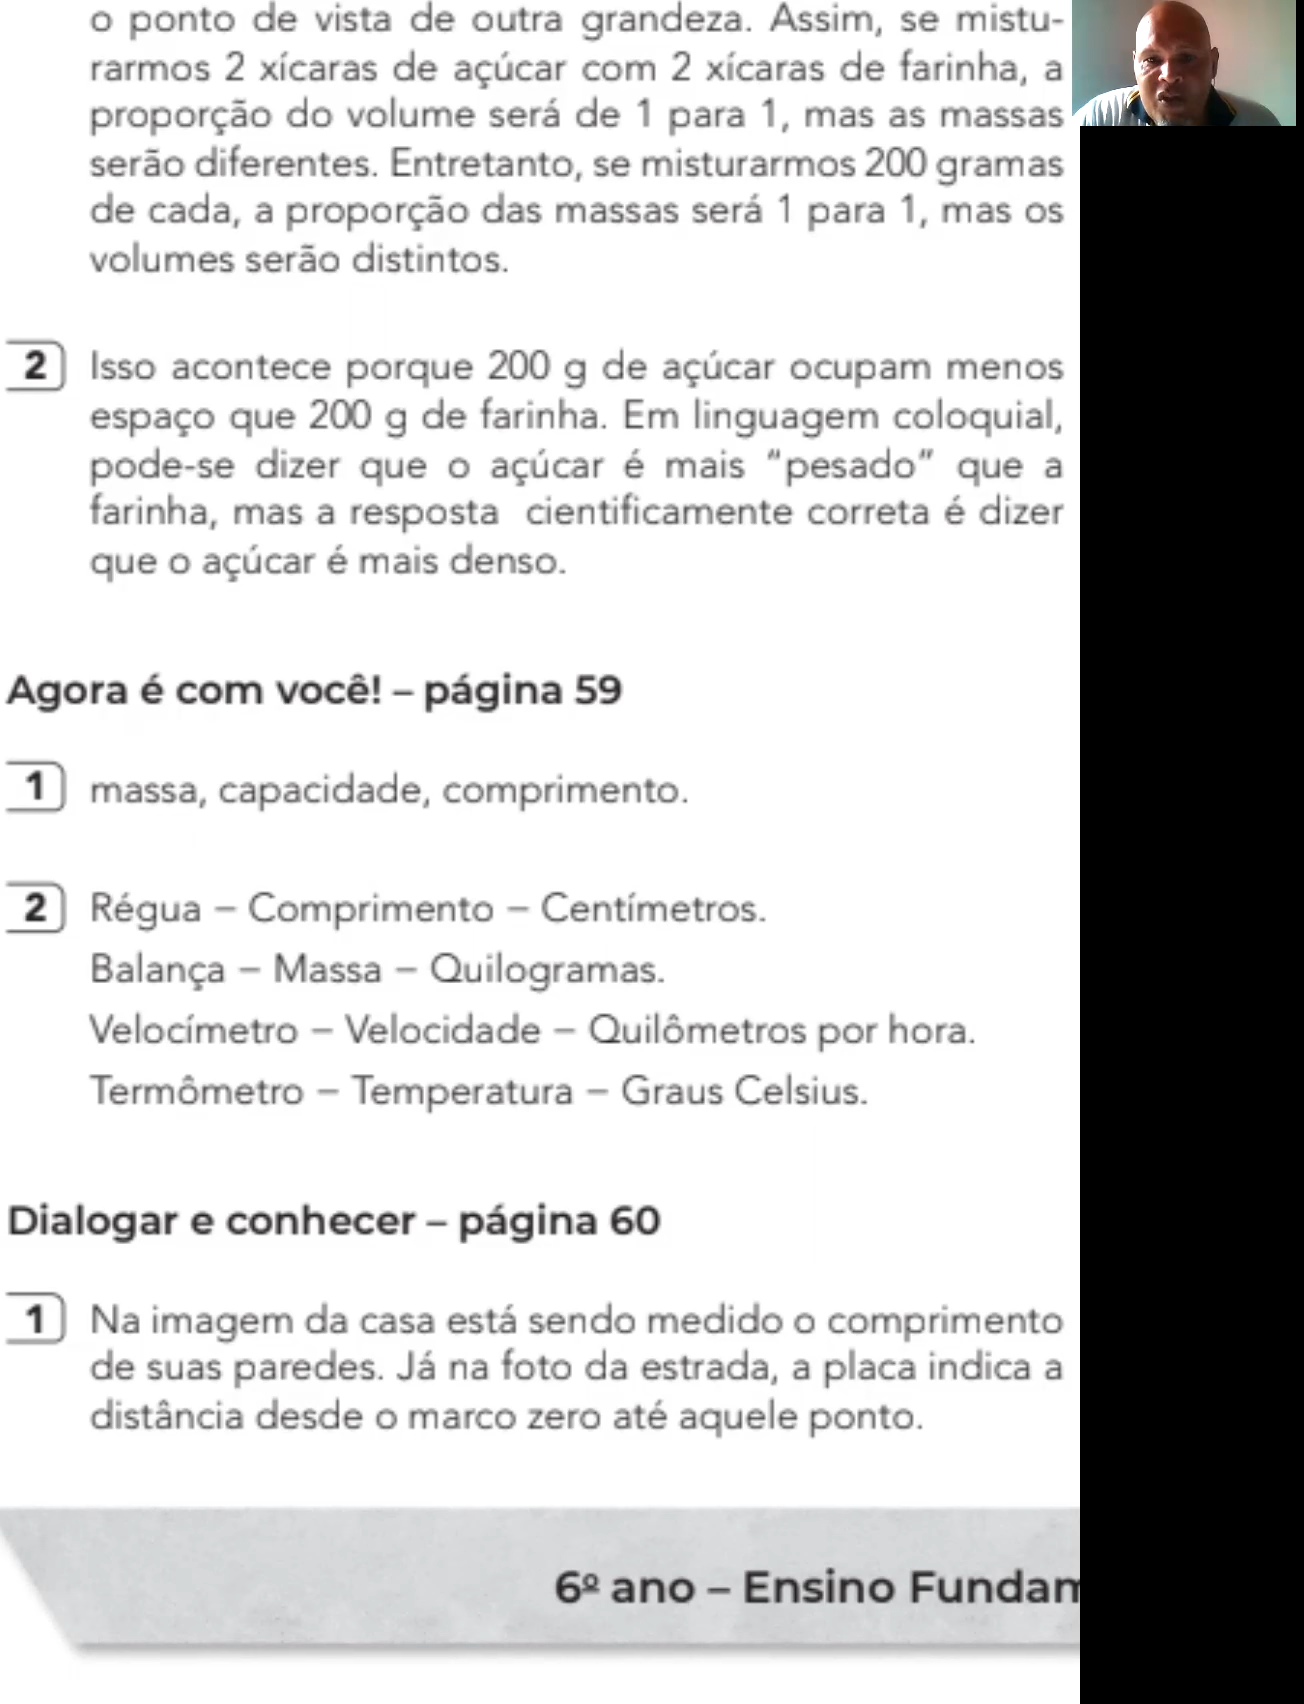 o ponto de vista de outra grandeza. Assim, se mistu-
rarmos 2 xícaras de açúcar com 2 xícaras de farinha, a
proporção do volume será de 1 para 1, mas as massas
serão diferentes. Entretanto, se misturarmos 200 gramas
de cada, a proporção das massas será 1 para 1, mas os
volumes serão distintos.
2 Isso acontece porque 200 g de açúcar ocupam menos
espaço que 200 g de farinha. Em linguagem coloquial,
pode-se dizer que o açúcar é mais “pesado” que a
farinha, mas a resposta cientificamente correta é dizer
que o açúcar é mais denso.
Agora é com você! – página 59
1 massa, capacidade, comprimento.
2 Régua – Comprimento – Centímetros.
Balança – Massa – Quilogramas.
Velocímetro – Velocidade – Quilômetros por hora.
Termômetro – Temperatura – Graus Celsius.
Dialogar e conhecer – página 60
1 Na imagem da casa está sendo medido o comprimento
de suas paredes. Já na foto da estrada, a placa indica a
distância desde o marco zero até aquele ponto.
6º ano – Ensino Fundam